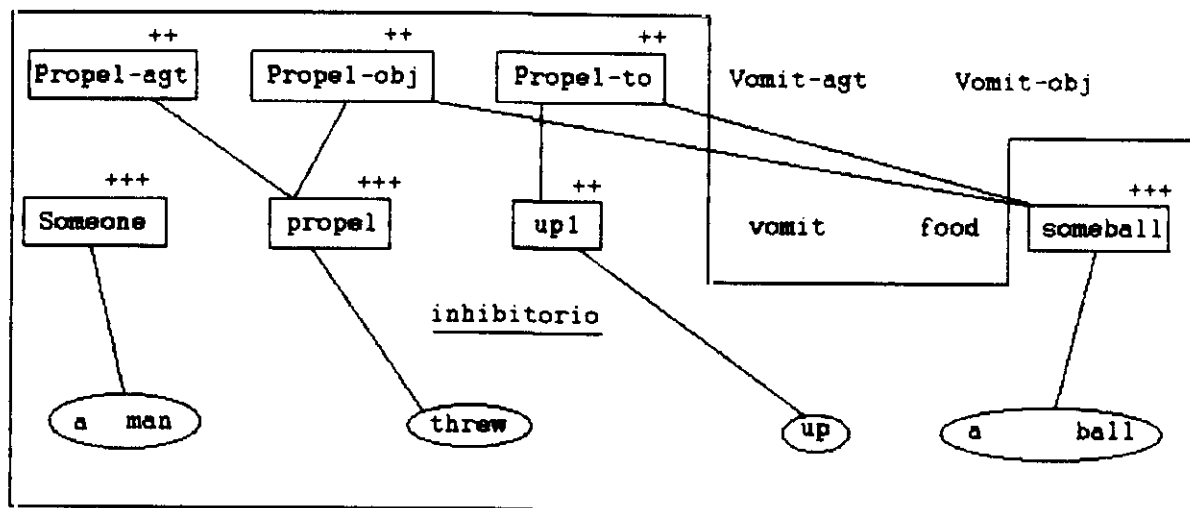 ++ ++ ++
Propel-agt Propel-obj Propel-to Vomit-agt Vomit-obj
+++ +++ ++ +++
Someone propel up1 vomit food someball
inhibitorio
a man threw up a ball